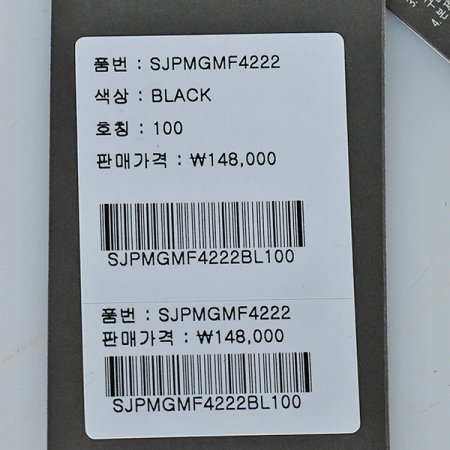 품번 : SJPMGMF4222
색상 : BLACK
호칭 : 100
판매가격 : ₩148,000
SJPMGMF4222BL100
품번 : SJPMGMF4222
판매가격 : ₩148,000
SJPMGMF4222BL100